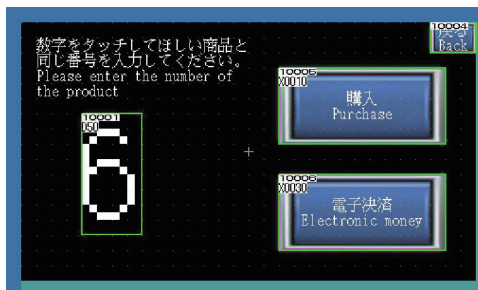 数字をタッチしてほしい商品と
同じ番号を入力してください。
Please enter the number of
the product
10001
050
6
10004
Back
10005
X0010
購入
Purchase
10006
X0030
電子決済
Electronic money